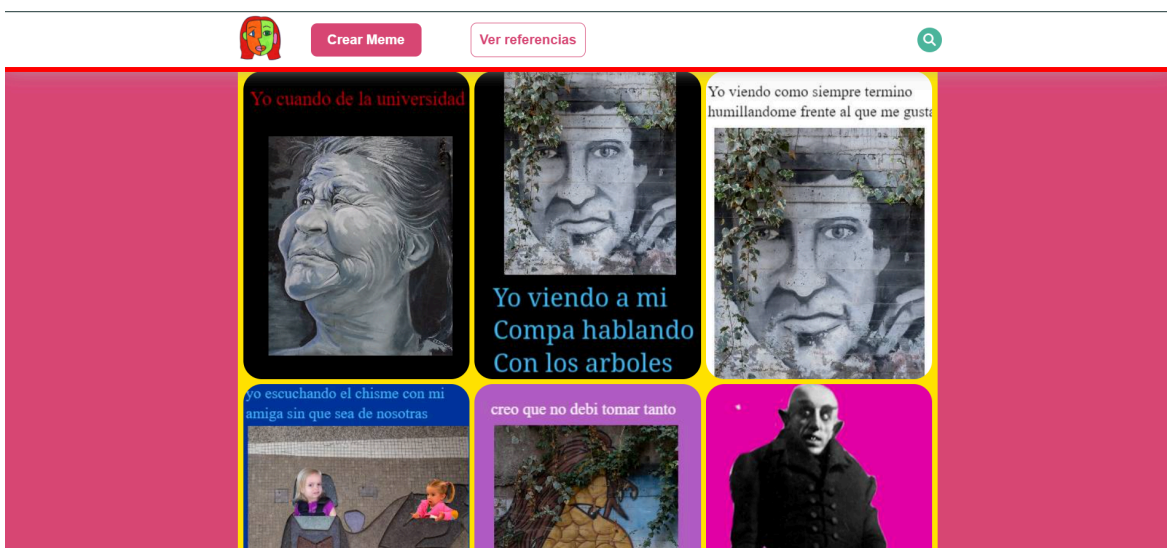 Crear Meme
Ver referencias
Yo cuando de la universidad
Yo viendo a mi
Compa hablando
Con los arboles
Yo viendo como siempre termino
humillandome frente al que me gusta
yo escuchando el chisme con mi
amiga sin que sea de nosotras
creo que no debi tomar tanto